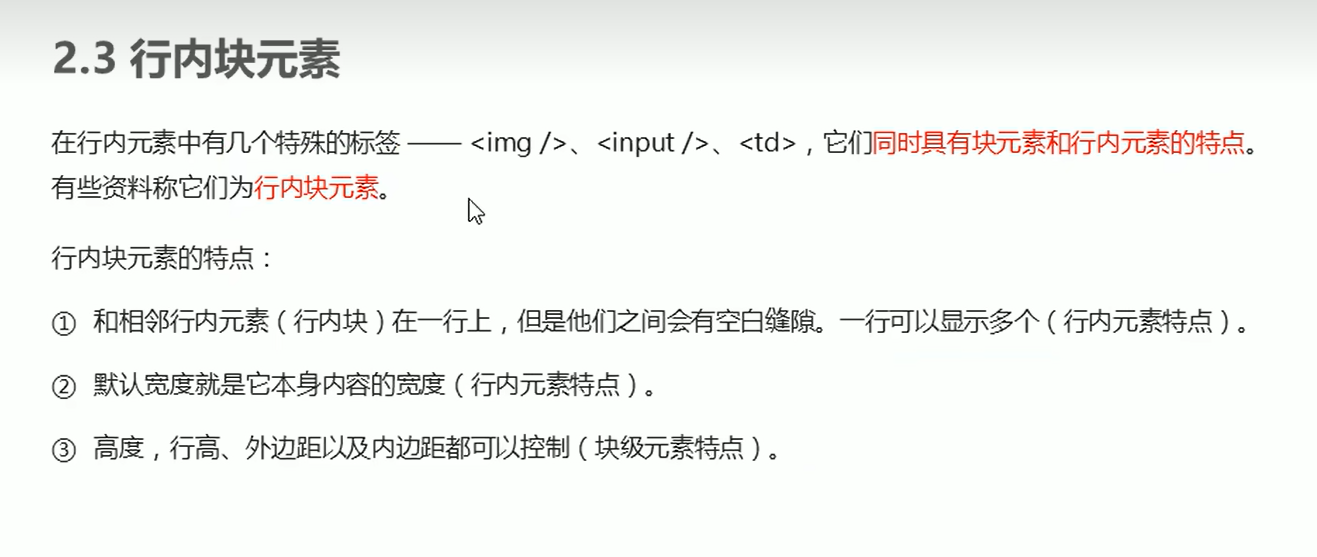 2.3 行内块元素
在行内元素中有几个特殊的标签 —— <img />、<input />、<td>，它们同时具有块元素和行内元素的特点。
有些资料称它们为行内块元素。
行内块元素的特点：
① 和相邻行内元素（行内块）在一行上，但是他们之间会有空白缝隙。一行可以显示多个（行内元素特点）。
② 默认宽度就是它本身内容的宽度（行内元素特点）。
③ 高度，行高、外边距以及内边距都可以控制（块级元素特点）。